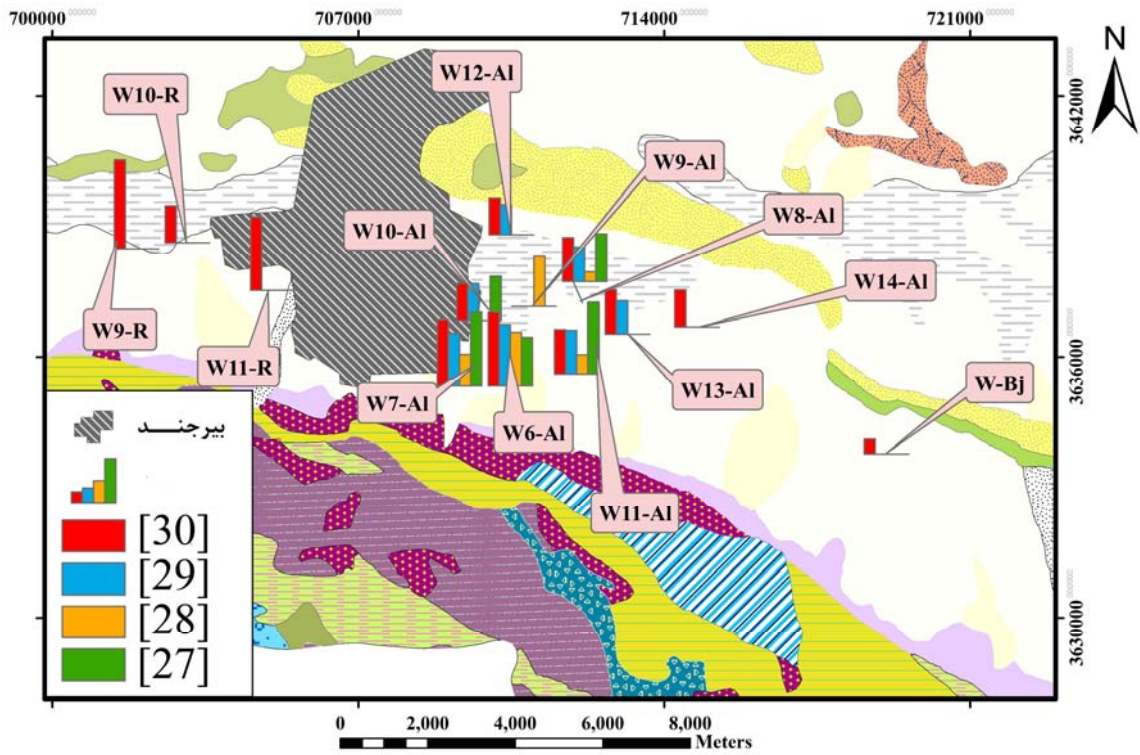 700000
707000
714000
721000
N
3642000
3636000
3630000
W10-R
W12-Al
W9-Al
W8-Al
W10-Al
W14-Al
W9-R
W11-R
W7-Al
W13-Al
W-Bj
W6-Al
W11-Al
بیرجنــــد
[30]
[29]
[28]
[27]
0 2,000 4,000 6,000 8,000
Meters